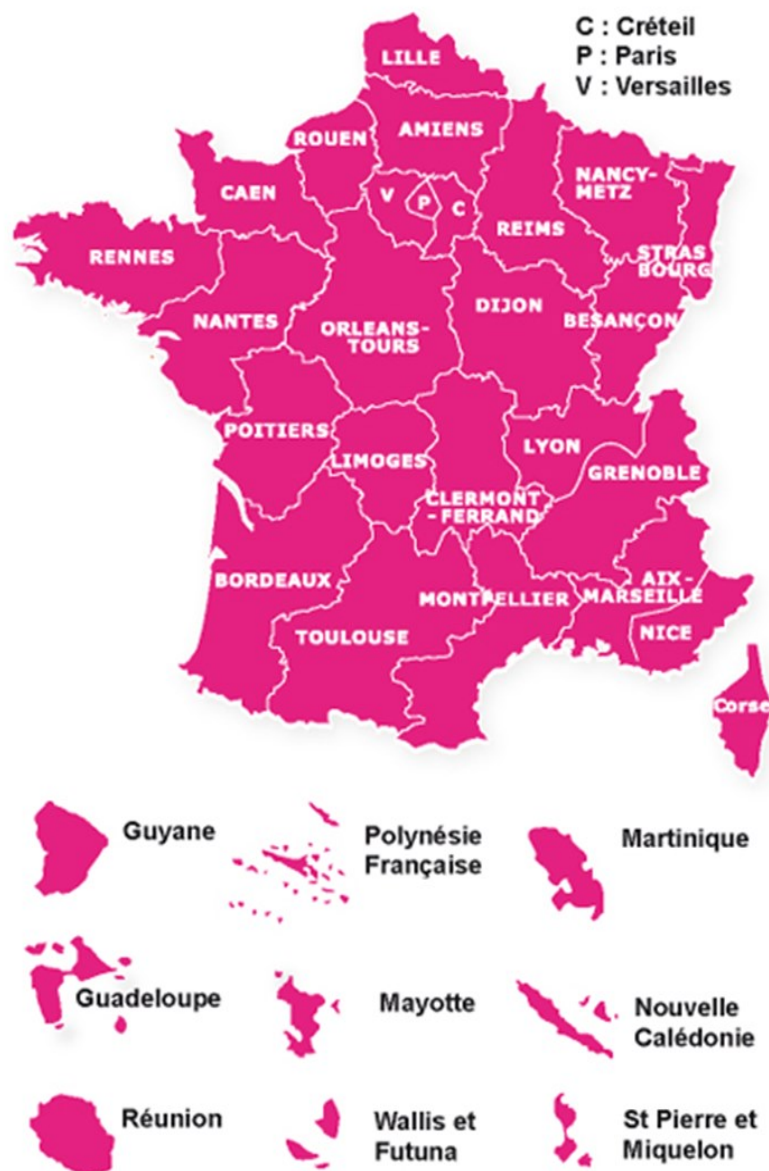 C : Créteil
P : Paris
V : Versailles
LILLE
AMIENS
ROUEN
CAEN
V
P
C
REIMS
NANCY-
METZ
STRAS
BOURG
RENNES
NANTES
ORLEANS-
TOURS
DIJON
BESANÇON
POITIERS
LIMOGES
LYON
GRENOBLE
CLERMONT
-FERRAND
BORDEAUX
TOULOUSE
MONTPELLIER
AIX-
MARSEILLE
NICE
Corse
Guyane
Polynésie
Française
Martinique
Guadeloupe
Mayotte
Nouvelle
Calédonie
Réunion
Wallis et
Futuna
St Pierre et
Miquelon